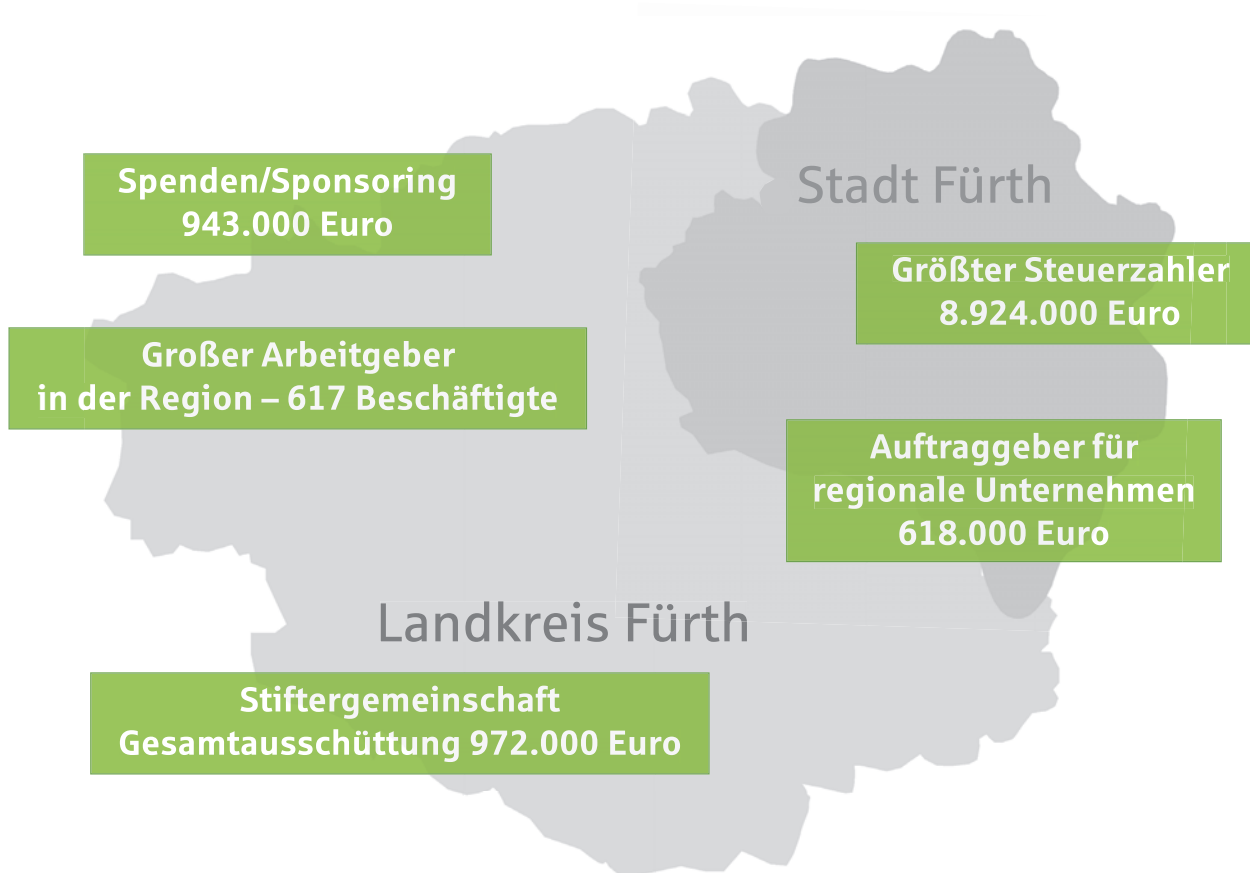 Spenden/Sponsoring
943.000 Euro
Stadt Fürth
Größter Steuerzahler
8.924.000 Euro
Großer Arbeitgeber
in der Region – 617 Beschäftigte
Auftraggeber für
regionale Unternehmen
618.000 Euro
Landkreis Fürth
Stiftergemeinschaft
Gesamtausschüttung 972.000 Euro